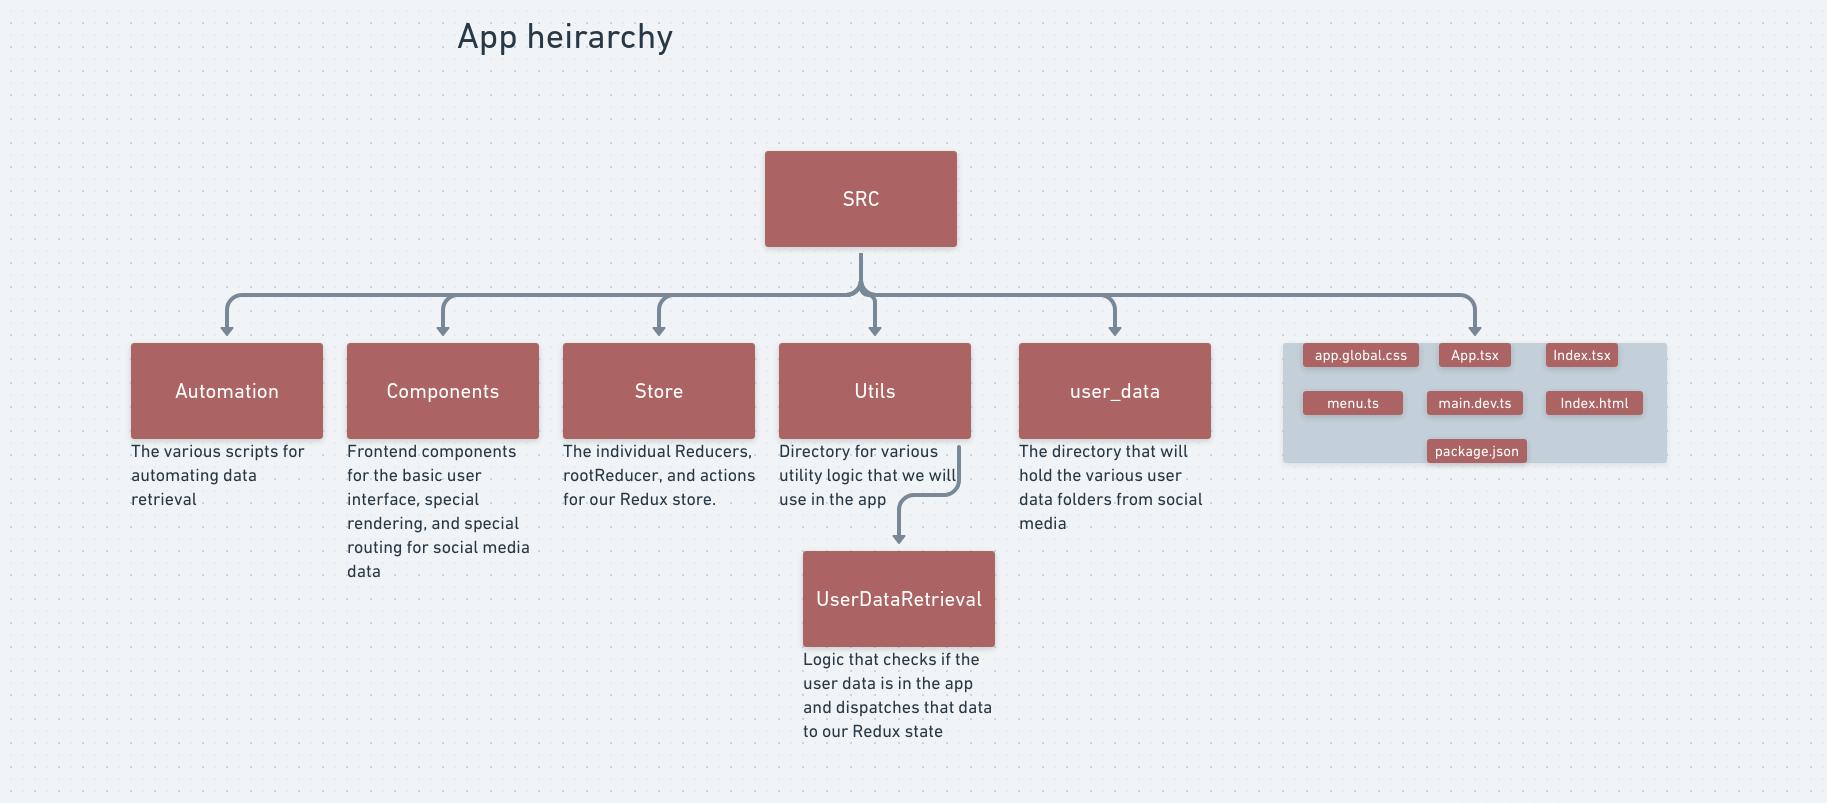 App heirarchy
SRC
Automation
The various scripts for
automating data
retrieval
Components
Frontend components
for the basic user
interface, special
rendering, and special
routing for social media
data
Store
The individual Reducers,
rootReducer, and actions
for our Redux store.
Utils
Directory for various
utility logic that we will
use in the app
UserDataRetrieval
Logic that checks if the
user data is in the app
and dispatches that data
to our Redux state
user_data
The directory that will
hold the various user
data folders from social
media
app.global.css
App.tsx
Index.tsx
menu.ts
main.dev.ts
Index.html
package.json